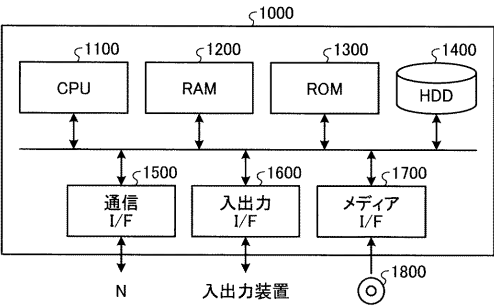 1000
1100
1200
1300
1400
CPU
RAM
ROM
HDD
1500
1600
1700
通信
I/F
入出力
I/F
メディア
I/F
N
入出力装置
1800